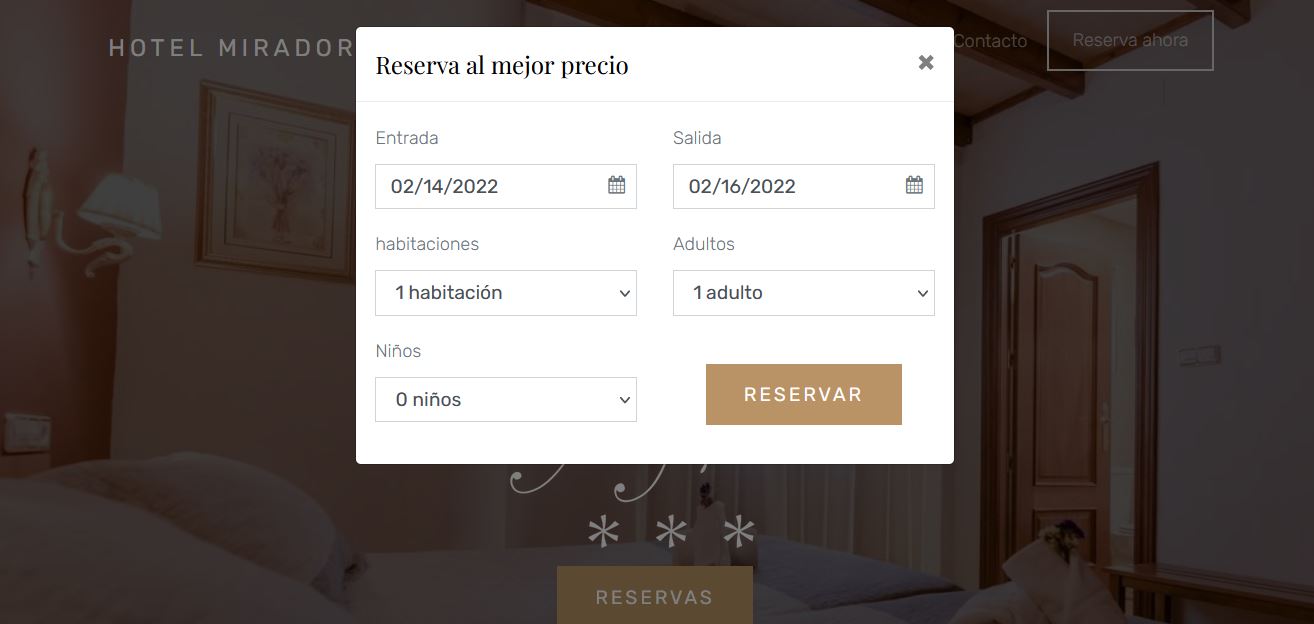 HOTEL MIRADOR
Contacto
Reserva ahora
Reserva al mejor precio
Entrada
Salida
02/14/2022
02/16/2022
habitaciones
Adultos
1 habitación
1 adulto
Niños
0 niños
RESERVAR
* * *
RESERVAS